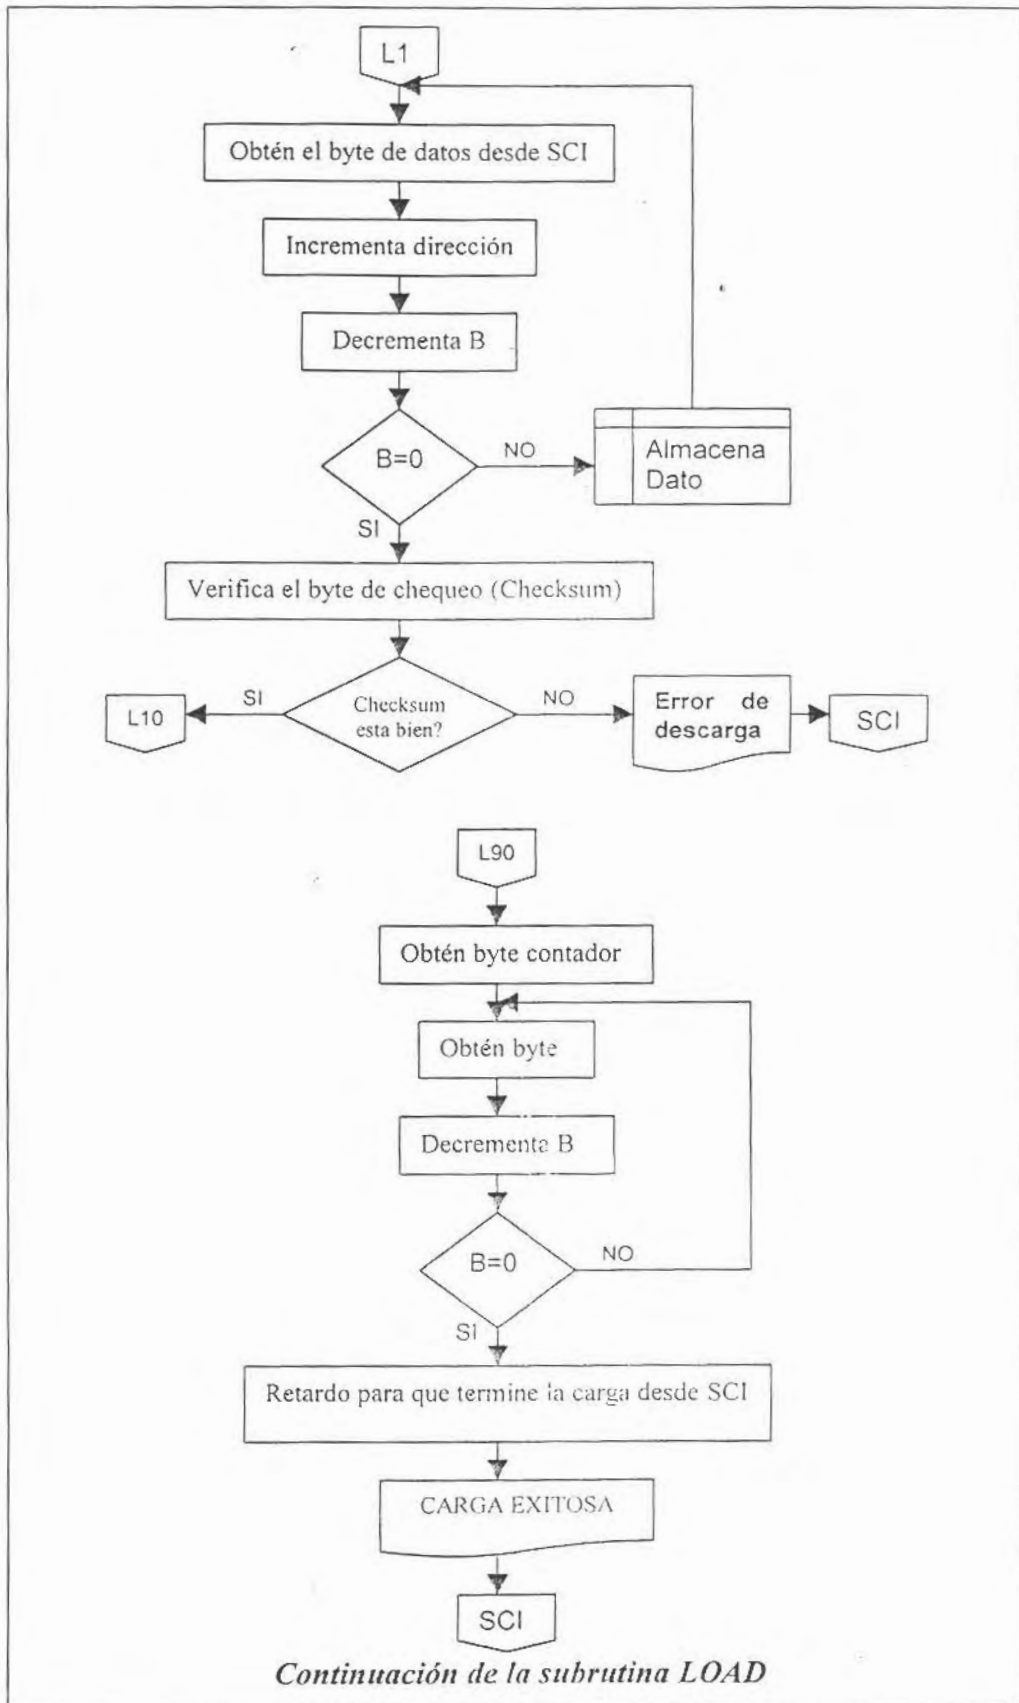 L1
Obtén el byte de datos desde SCI
Incrementa dirección
Decrementa B
B=0
NO
Almacena
Dato
SI
Verifica el byte de chequeo (Checksum)
SI
Checksum
esta bien?
NO
L10
Error de
descarga
SCI
L90
Obtén byte contador
Obtén byte
Decrementa B
B=0
NO
SI
Retardo para que termine la carga desde SCI
CARGA EXITOSA
SCI
Continuación de la subrutina LOAD